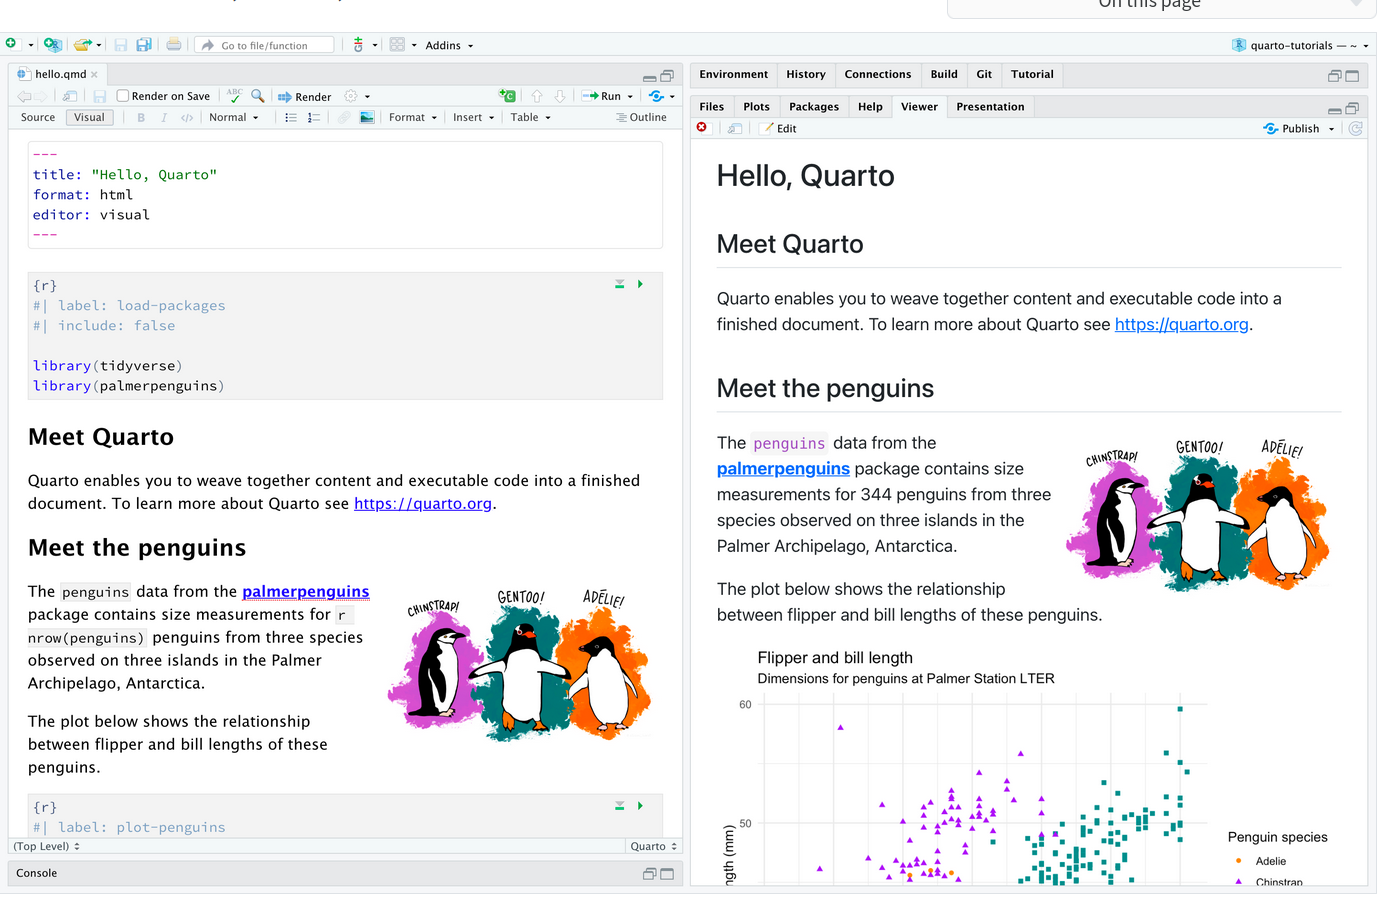 On this page
Go to file/function
Addins
quarto-tutorials — ~
hello.qmd
Render on Save
ABC
Render
Run
Source
Visual
B
I
</>
Normal
Format
Insert
Table
Outline
---
title: "Hello, Quarto"
format: html
editor: visual
---
{r}
#| label: load-packages
#| include: false
library(tidyverse)
library(palmerpenguins)
Meet Quarto
Quarto enables you to weave together content and executable code into a finished
document. To learn more about Quarto see https://quarto.org.
Meet the penguins
The penguins data from the palmerpenguins
package contains size measurements for r
nrow(penguins) penguins from three species
observed on three islands in the Palmer
Archipelago, Antarctica.
CHINSTRAP!
GENTOO!
ADÉLIE!
The plot below shows the relationship
between flipper and bill lengths of these
penguins.
{r}
#| label: plot-penguins
(Top Level)
Quarto
Console
Environment
History
Connections
Build
Git
Tutorial
Files
Plots
Packages
Help
Viewer
Presentation
Edit
Publish
Hello, Quarto
Meet Quarto
Quarto enables you to weave together content and executable code into a
finished document. To learn more about Quarto see https://quarto.org.
Meet the penguins
The penguins data from the
palmerpenguins package contains size
measurements for 344 penguins from three
species observed on three islands in the
Palmer Archipelago, Antarctica.
CHINSTRAP!
GENTOO!
ADÉLIE!
The plot below shows the relationship
between flipper and bill lengths of these penguins.
Flipper and bill length
Dimensions for penguins at Palmer Station LTER
60
50
(mm)
Penguin species
Adelie
Chinstrap